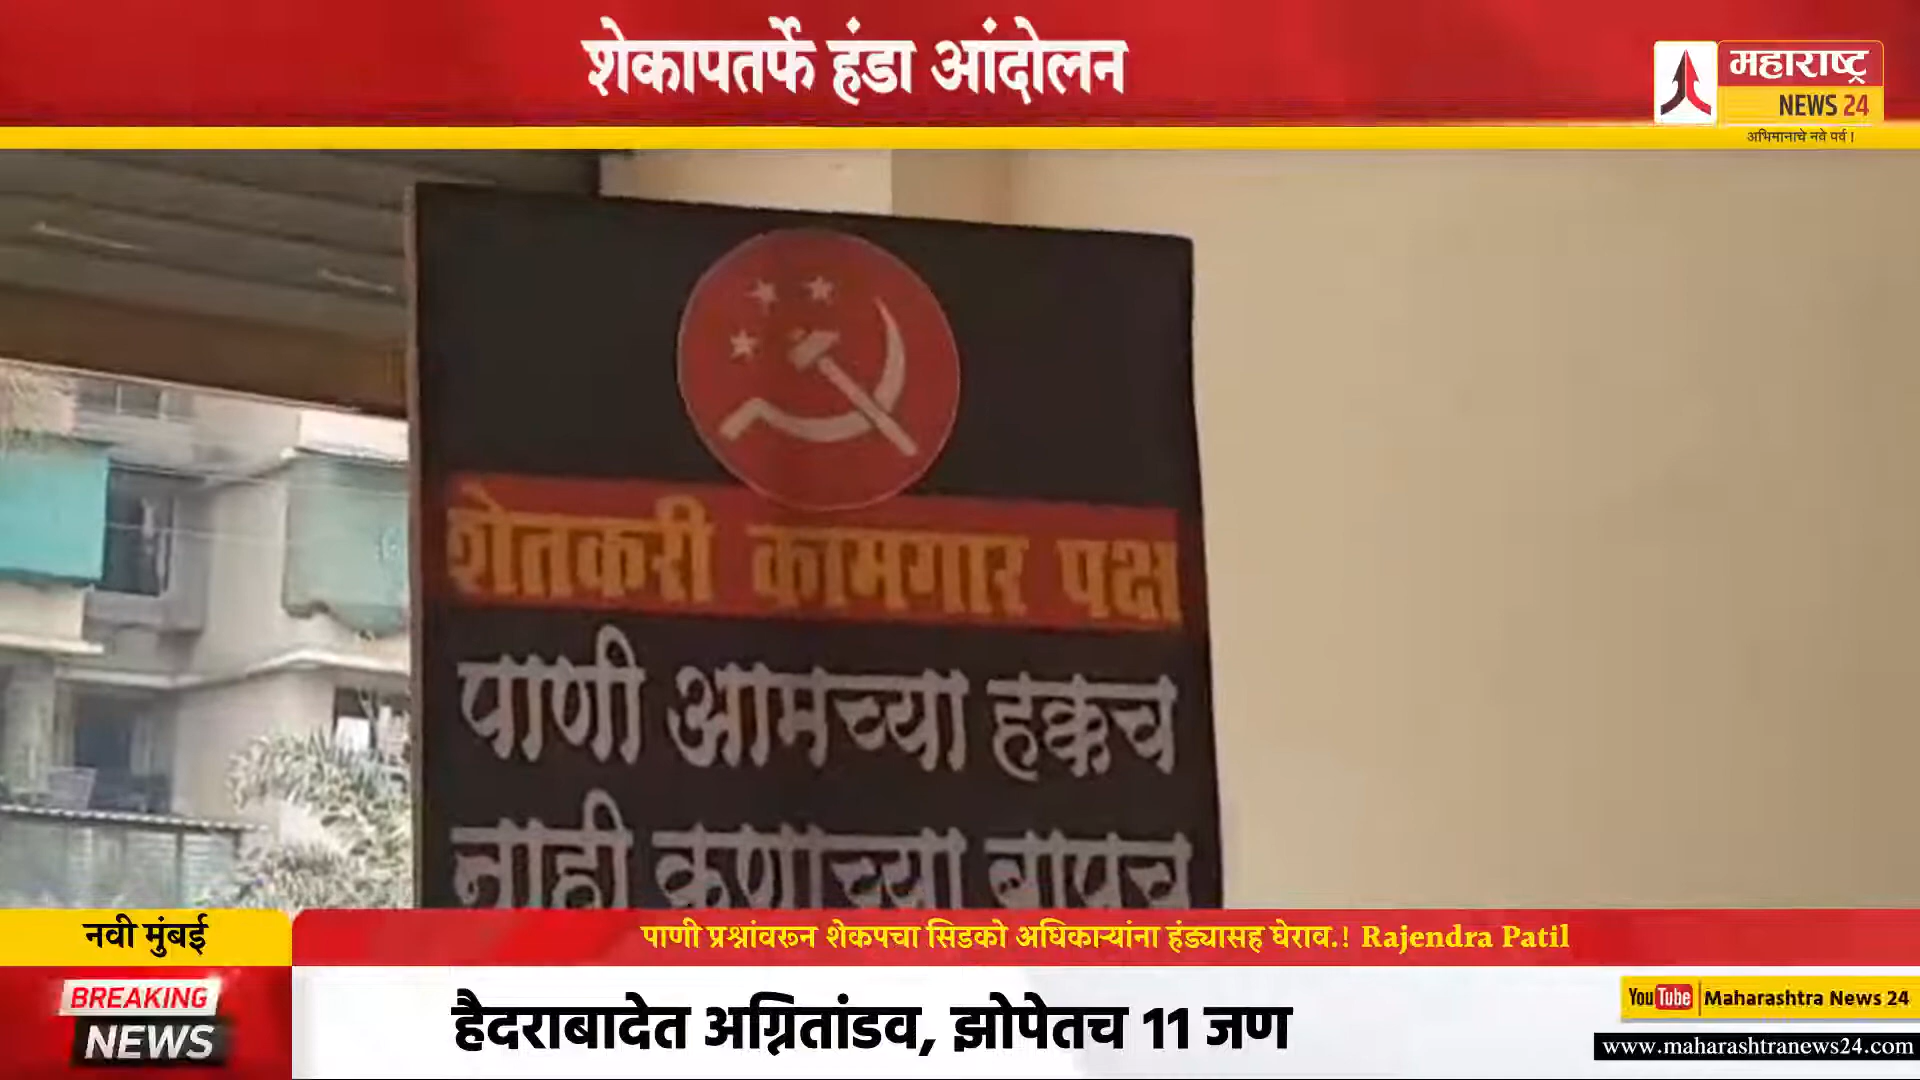 शेकापतर्फे हंडा आंदोलन
महाराष्ट्र
NEWS 24
अभिमानाचे नवे पर्व !
शेतकरी कामगार पक्ष
पाणी आमच्या हक्कच
नाही कुणाच्या बापच
नवी मुंबई
पाणी प्रश्नांवरून शेकपचा सिडको अधिकाऱ्यांना हंड्यासह घेराव.! Rajendra Patil
BREAKING
NEWS
हैदराबादेत अग्नितांडव, झोपेतच 11 जण
YouTube Maharashtra News 24
www.maharashtranews24.com